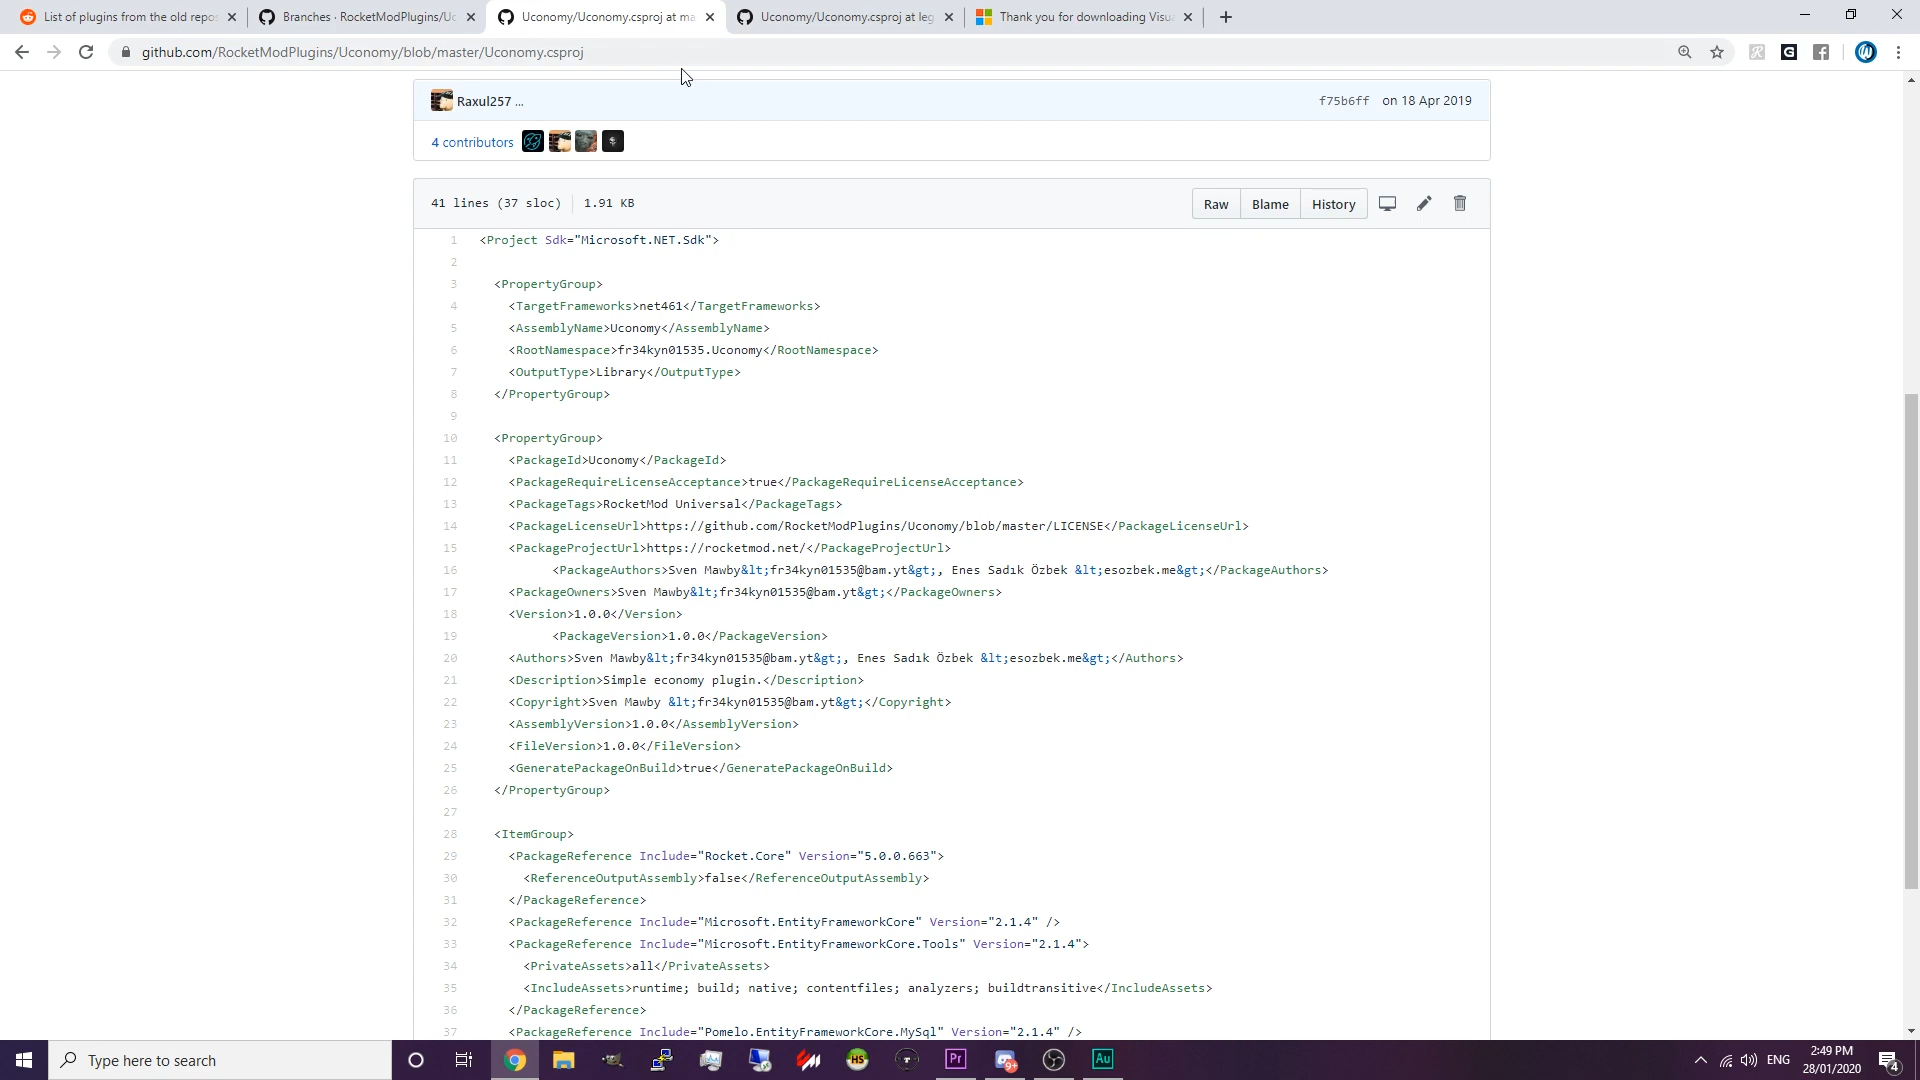 List of plugins from the old repos
Branches · RocketModPlugins/Uc
Uconomy/Uconomy.csproj at ma
Uconomy/Uconomy.csproj at leg
Thank you for downloading Visua
github.com/RocketModPlugins/Uconomy/blob/master/Uconomy.csproj
Raxul257 ...
f75b6ff on 18 Apr 2019
4 contributors
41 lines (37 sloc) 1.91 KB
Raw Blame History
1 <Project Sdk="Microsoft.NET.Sdk">
2
3 <PropertyGroup>
4 <TargetFrameworks>net461</TargetFrameworks>
5 <AssemblyName>Uconomy</AssemblyName>
6 <RootNamespace>fr34kyn01535.Uconomy</RootNamespace>
7 <OutputType>Library</OutputType>
8 </PropertyGroup>
9
10 <PropertyGroup>
11 <PackageId>Uconomy</PackageId>
12 <PackageRequireLicenseAcceptance>true</PackageRequireLicenseAcceptance>
13 <PackageTags>RocketMod Universal</PackageTags>
14 <PackageLicenseUrl>https://github.com/RocketModPlugins/Uconomy/blob/master/LICENSE</PackageLicenseUrl>
15 <PackageProjectUrl>https://rocketmod.net/</PackageProjectUrl>
16 <PackageAuthors>Sven Mawby&lt;fr34kyn01535@bam.yt&gt;, Enes Sadık Özbek &lt;esozbek.me&gt;</PackageAuthors>
17 <PackageOwners>Sven Mawby&lt;fr34kyn01535@bam.yt&gt;</PackageOwners>
18 <Version>1.0.0</Version>
19 <PackageVersion>1.0.0</PackageVersion>
20 <Authors>Sven Mawby&lt;fr34kyn01535@bam.yt&gt;, Enes Sadık Özbek &lt;esozbek.me&gt;</Authors>
21 <Description>Simple economy plugin.</Description>
22 <Copyright>Sven Mawby &lt;fr34kyn01535@bam.yt&gt;</Copyright>
23 <AssemblyVersion>1.0.0</AssemblyVersion>
24 <FileVersion>1.0.0</FileVersion>
25 <GeneratePackageOnBuild>true</GeneratePackageOnBuild>
26 </PropertyGroup>
27
28 <ItemGroup>
29 <PackageReference Include="Rocket.Core" Version="5.0.0.663">
30 <ReferenceOutputAssembly>false</ReferenceOutputAssembly>
31 </PackageReference>
32 <PackageReference Include="Microsoft.EntityFrameworkCore" Version="2.1.4" />
33 <PackageReference Include="Microsoft.EntityFrameworkCore.Tools" Version="2.1.4">
34 <PrivateAssets>all</PrivateAssets>
35 <IncludeAssets>runtime; build; native; contentfiles; analyzers; buildtransitive</IncludeAssets>
36 </PackageReference>
37 <PackageReference Include="Pomelo.EntityFrameworkCore.MySql" Version="2.1.4" />
Type here to search
HS
Pr
9+
Au
ENG
2:49 PM
28/01/2020
4